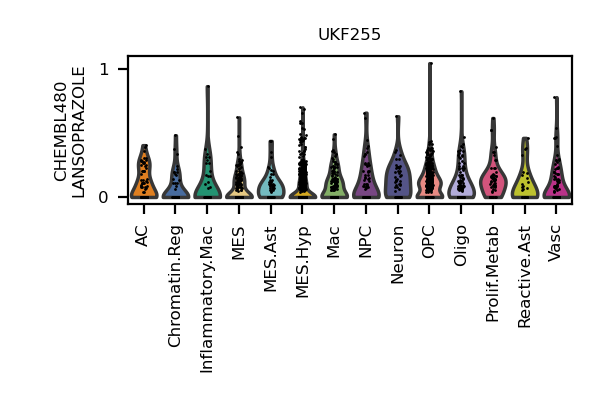 UKF255
CHEMBL480
LANSOPRAZOLE
1
0
AC
Chromatin.Reg
Inflammatory.Mac
MES
MES.Ast
MES.Hyp
Mac
NPC
Neuron
OPC
Oligo
Prolif.Metab
Reactive.Ast
Vasc